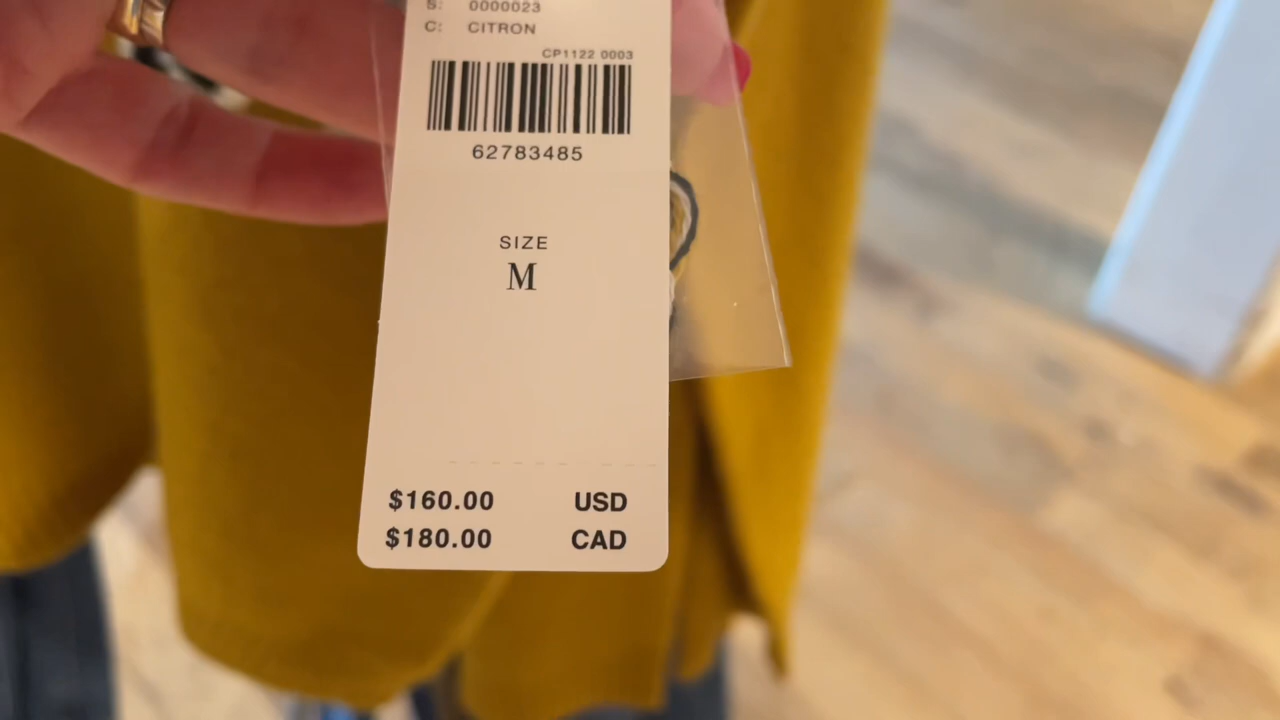 S: 0000023
C: CITRON
CP1122 0003
62783485
SIZE
M
$160.00 USD
$180.00 CAD